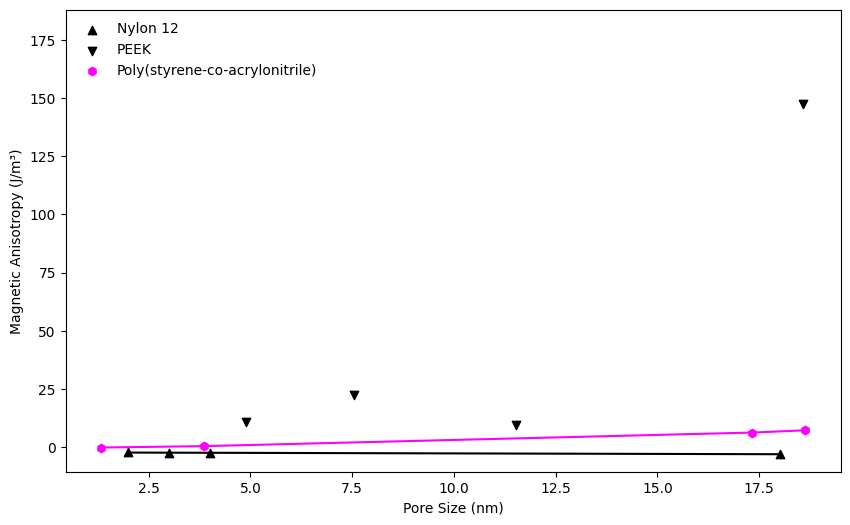 Nylon 12
PEEK
Poly(styrene-co-acrylonitrile)
Magnetic Anisotropy (J/m³)
175
150
125
100
75
50
25
0
2.5 5.0 7.5 10.0 12.5 15.0 17.5
Pore Size (nm)